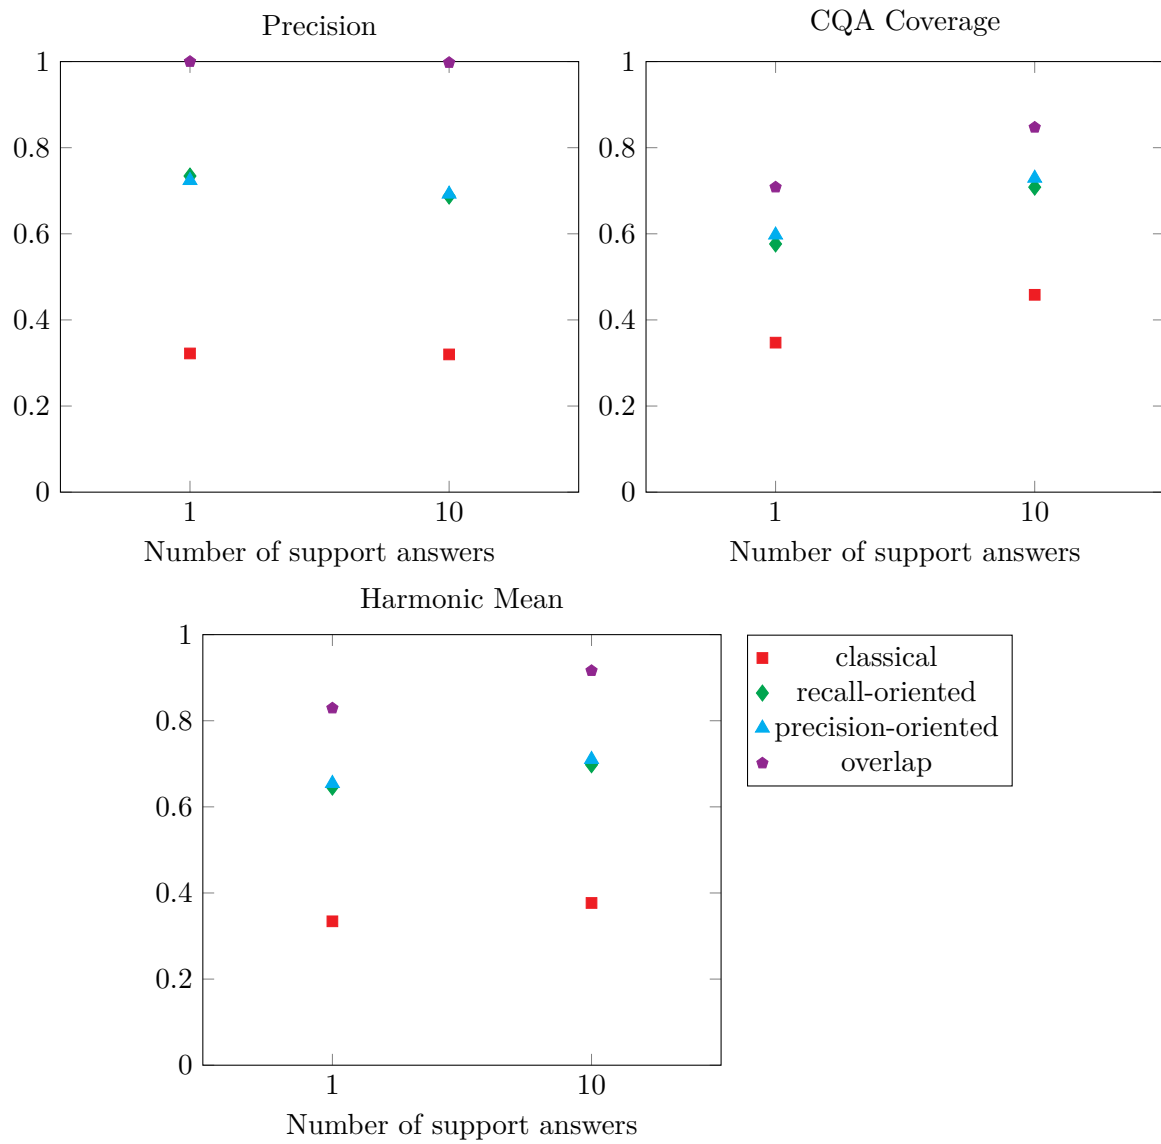 Precision
1
0.8
0.6
0.4
0.2
0
1 10
Number of support answers
CQA Coverage
1
0.8
0.6
0.4
0.2
0
1 10
Number of support answers
Harmonic Mean
1
0.8
0.6
0.4
0.2
0
1 10
Number of support answers
classical
recall-oriented
precision-oriented
overlap